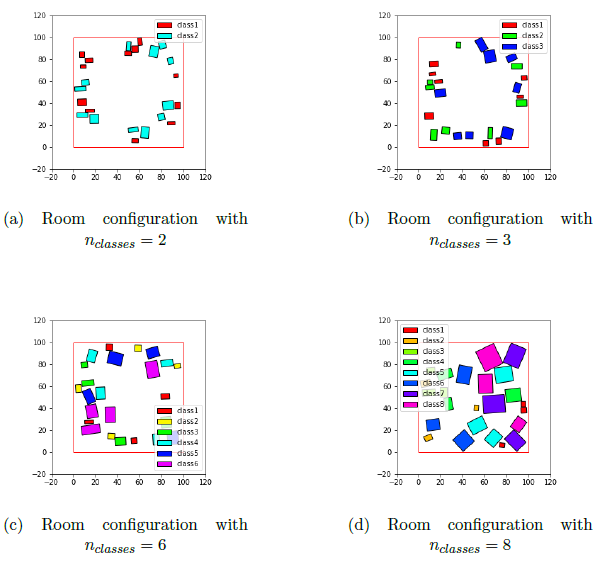 120
100
80
60
40
20
0
−20
−20 0 20 40 60 80 100 120
class1
class2
(a) Room configuration with
n_classes = 2
120
100
80
60
40
20
0
−20
−20 0 20 40 60 80 100 120
class1
class2
class3
(b) Room configuration with
n_classes = 3
120
100
80
60
40
20
0
−20
−20 0 20 40 60 80 100 120
class1
class2
class3
class4
class5
class6
(c) Room configuration with
n_classes = 6
120
100
80
60
40
20
0
−20
−20 0 20 40 60 80 100 120
class1
class2
class3
class4
class5
class6
class7
class8
(d) Room configuration with
n_classes = 8